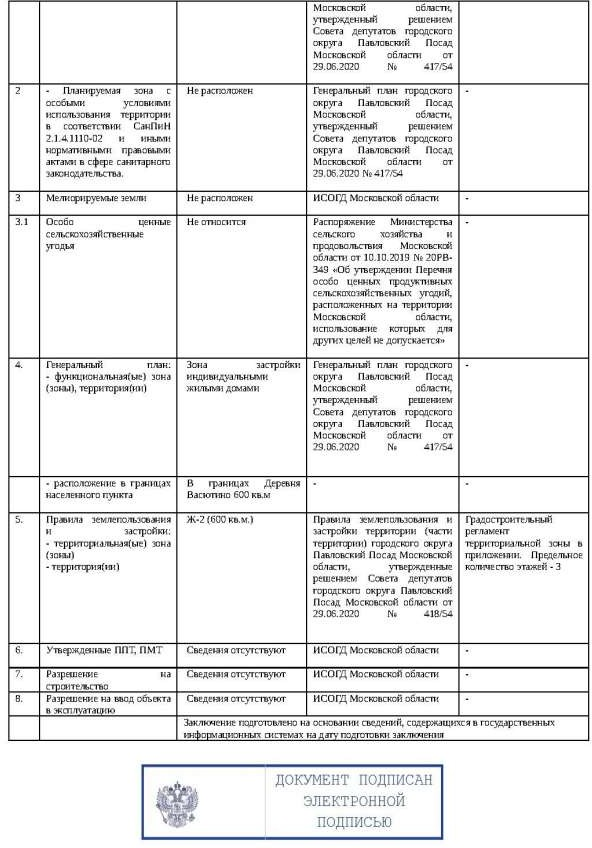 Московской области,
утвержденный решением
Совета депутатов городского
округа Павловский Посад
Московской области от
29.06.2020 № 417/54
2
- Планируемая зона с
особыми условиями
использования территории
в соответствии СанПиН
2.1.4.1110-02 и иными
нормативными правовыми
актами в сфере санитарного
законодательства.
Не расположен
Генеральный план городского
округа Павловский Посад
Московской области,
утвержденный решением
Совета депутатов городского
округа Павловский Посад
Московской области от
29.06.2020 № 417/54
-
3
Мелиорируемые земли
Не расположен
ИСОГД Московской области
-
3.1
Особо ценные
сельскохозяйственные
угодья
Не относится
Распоряжение Министерства
сельского хозяйства и
продовольствия Московской
области от 10.10.2019 № 20РВ-
349 «Об утверждении Перечня
особо ценных продуктивных
сельскохозяйственных угодий,
расположенных на территории
Московской области,
использование которых для
других целей не допускается»
-
4.
Генеральный план:
- функциональная(ые) зона
(зоны), территория(ии)
Зона застройки
индивидуальными
жилыми домами
Генеральный план городского
округа Павловский Посад
Московской области,
утвержденный решением
Совета депутатов городского
округа Павловский Посад
Московской области от
29.06.2020 № 417/54
-
- расположение в границах
населенного пункта
В границах Деревня
Васютино 600 кв.м
-
-
5.
Правила землепользования
и застройки:
- территориальная(ые) зона
(зоны)
- территория(ии)
Ж-2 (600 кв.м.)
Правила землепользования и
застройки территории (части
территории) городского округа
Павловский Посад Московской
области, утвержденные
решением Совета депутатов
городского округа Павловский
Посад Московской области от
29.06.2020 № 418/54
Градостроительный
регламент
территориальной зоны в
приложении. Предельное
количество этажей - 3
6.
Утвержденные ППТ, ПМТ
Сведения отсутствуют
ИСОГД Московской области
-
7.
Разрешение на
строительство
Сведения отсутствуют
ИСОГД Московской области
-
8.
Разрешение на ввод объекта
в эксплуатацию
Сведения отсутствуют
ИСОГД Московской области
-
Заключение подготовлено на основании сведений, содержащихся в государственных
информационных системах на дату подготовки заключения
ДОКУМЕНТ ПОДПИСАН
ЭЛЕКТРОННОЙ
ПОДПИСЬЮ